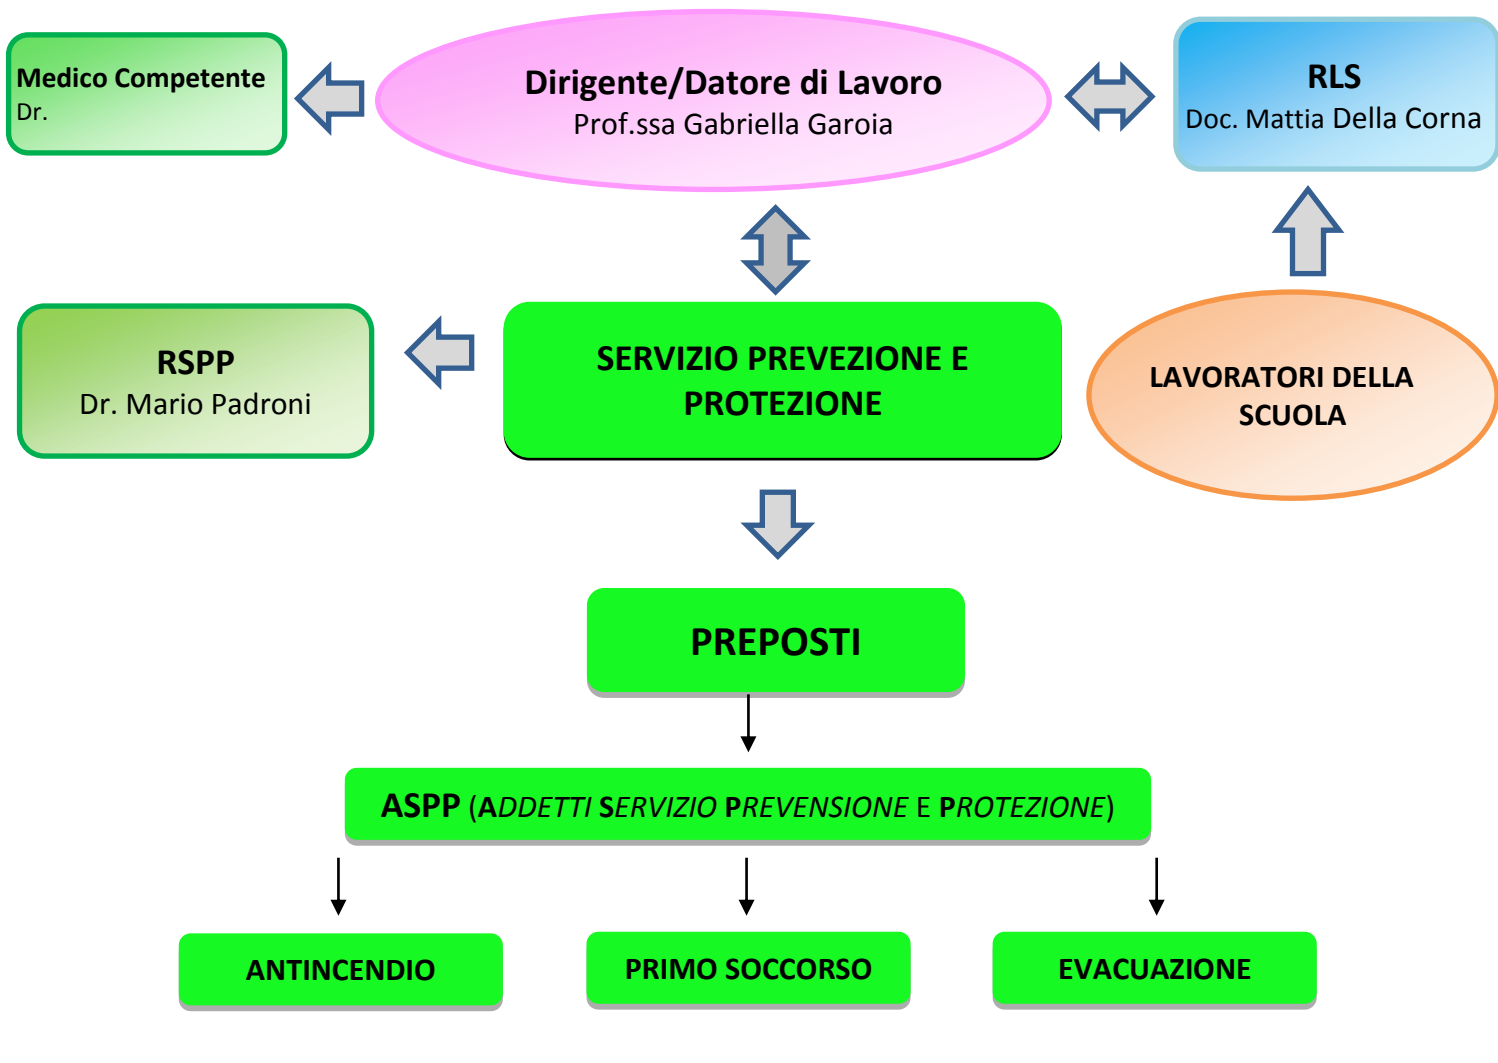 Medico Competente
Dr.
Dirigente/Datore di Lavoro
Prof.ssa Gabriella Garoia
RLS
Doc. Mattia Della Corna
RSPP
Dr. Mario Padroni
SERVIZIO PREVEZIONE E
PROTEZIONE
LAVORATORI DELLA
SCUOLA
PREPOSTI
ASPP (ADDETTI SERVIZIO PREVENSIONE E PROTEZIONE)
ANTINCENDIO
PRIMO SOCCORSO
EVACUAZIONE